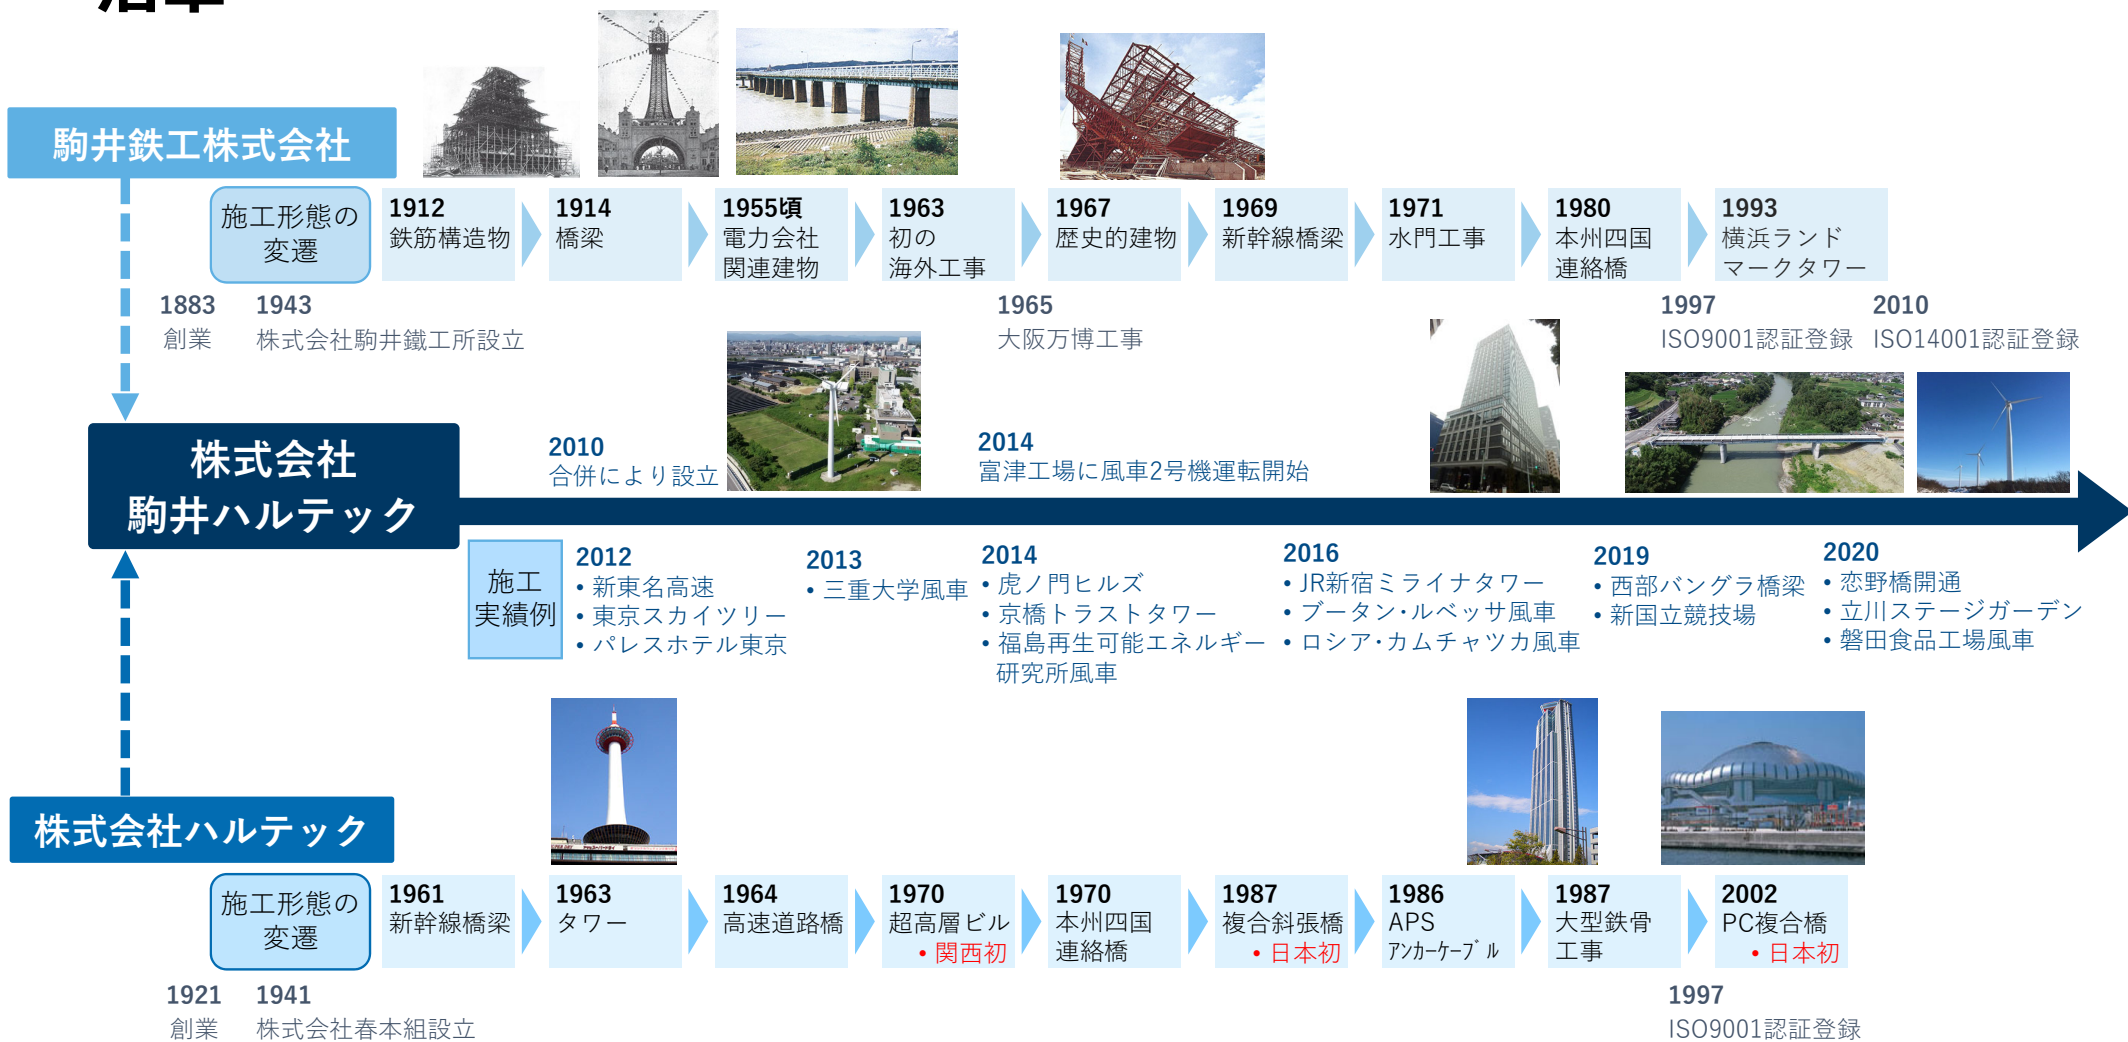 沿革
駒井鉄工株式会社
施工形態の
変遷
1912
鉄筋構造物
1914
橋梁
1955頃
電力会社
関連建物
1963
初の
海外工事
1967
歴史的建物
1969
新幹線橋梁
1971
水門工事
1980
本州四国
連絡橋
1993
横浜ランド
マークタワー
1883
創業
1943
株式会社駒井鐵工所設立
1965
大阪万博工事
1997
ISO9001認証登録
2010
ISO14001認証登録
株式会社
駒井ハルテック
2010
合併により設立
2014
富津工場に風車2号機運転開始
施工
実績例
2012
• 新東名高速
• 東京スカイツリー
• パレスホテル東京
2013
• 三重大学風車
2014
• 虎ノ門ヒルズ
• 京橋トラストタワー
• 福島再生可能エネルギー
研究所風車
2016
• JR新宿ミライナタワー
• ブータン・ルベッサ風車
• ロシア・カムチャツカ風車
2019
• 西部バングラ橋梁
• 新国立競技場
2020
• 恋野橋開通
• 立川ステージガーデン
• 磐田食品工場風車
株式会社ハルテック
施工形態の
変遷
1961
新幹線橋梁
1963
タワー
1964
高速道路橋
1970
超高層ビル
• 関西初
1970
本州四国
連絡橋
1987
複合斜張橋
• 日本初
1986
APS
アンカーケーブル
1987
大型鉄骨
工事
2002
PC複合橋
• 日本初
1921
創業
1941
株式会社春本組設立
1997
ISO9001認証登録